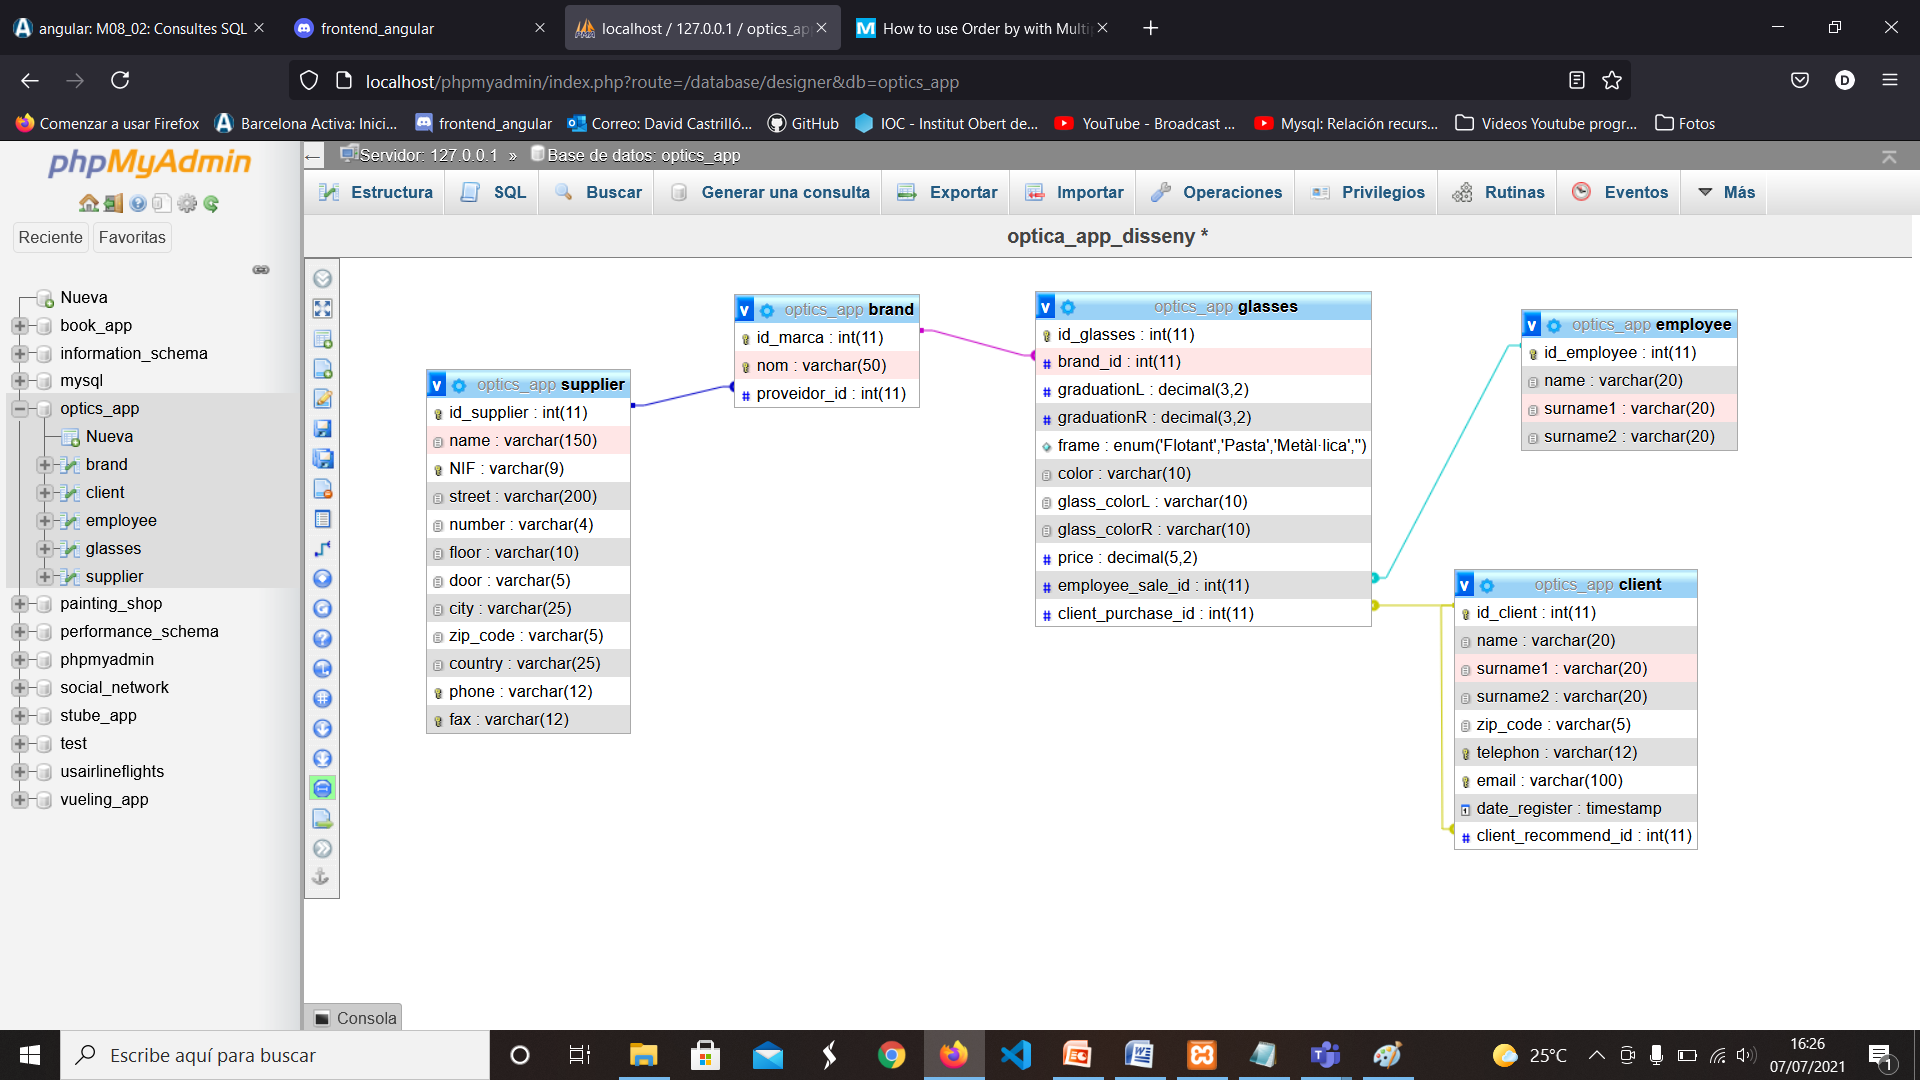 angular: M08_02: Consultes SQL
frontend_angular
localhost / 127.0.0.1 / optics_ap
How to use Order by with Multi
localhost/phpmyadmin/index.php?route=/database/designer&db=optics_app
D
Comenzar a usar Firefox
Barcelona Activa: Inici...
frontend_angular
Correo: David Castrilló...
GitHub
IOC - Institut Obert de...
YouTube - Broadcast ...
Mysql: Relación recurs...
Videos Youtube progr...
Fotos
phpMyAdmin
Servidor: 127.0.0.1 » Base de datos: optics_app
Estructura
SQL
Buscar
Generar una consulta
Exportar
Importar
Operaciones
Privilegios
Rutinas
Eventos
Más
Reciente
Favoritas
optica_app_disseny *
Nueva
book_app
information_schema
mysql
optics_app
Nueva
brand
client
employee
glasses
supplier
painting_shop
performance_schema
phpmyadmin
social_network
stube_app
test
usairlineflights
vueling_app
v optics_app supplier
id_supplier : int(11)
name : varchar(150)
NIF : varchar(9)
street : varchar(200)
number : varchar(4)
floor : varchar(10)
door : varchar(5)
city : varchar(25)
zip_code : varchar(5)
country : varchar(25)
phone : varchar(12)
fax : varchar(12)
v optics_app brand
id_marca : int(11)
nom : varchar(50)
proveidor_id : int(11)
v optics_app glasses
id_glasses : int(11)
brand_id : int(11)
graduationL : decimal(3,2)
graduationR : decimal(3,2)
frame : enum('Flotant','Pasta','Metàl·lica','')
color : varchar(10)
glass_colorL : varchar(10)
glass_colorR : varchar(10)
price : decimal(5,2)
employee_sale_id : int(11)
client_purchase_id : int(11)
v optics_app employee
id_employee : int(11)
name : varchar(20)
surname1 : varchar(20)
surname2 : varchar(20)
v optics_app client
id_client : int(11)
name : varchar(20)
surname1 : varchar(20)
surname2 : varchar(20)
zip_code : varchar(5)
telephon : varchar(12)
email : varchar(100)
date_register : timestamp
client_recommend_id : int(11)
Consola
Escribe aquí para buscar
25°C
16:26
07/07/2021
1